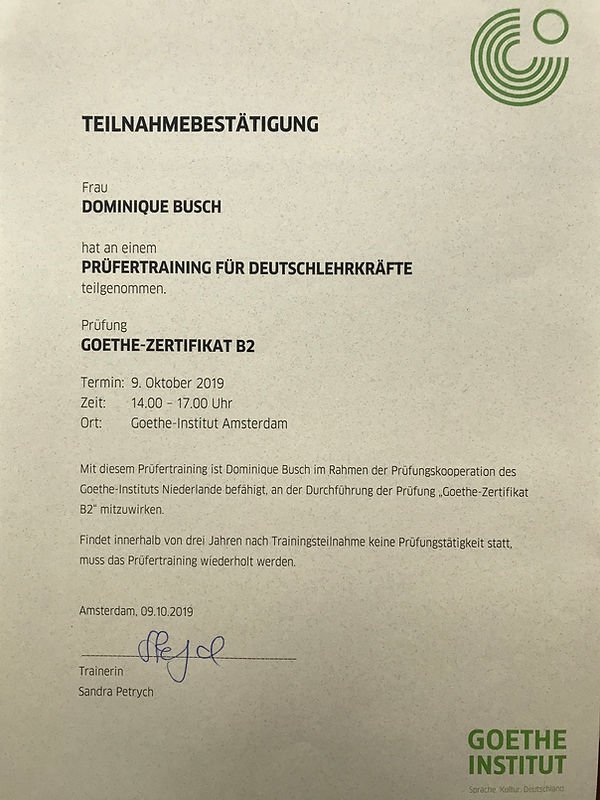 TEILNAHMEBESTÄTIGUNG
Frau
DOMINIQUE BUSCH
hat an einem
PRÜFERTRAINING FÜR DEUTSCHLEHRKRÄFTE
teilgenommen.
Prüfung
GOETHE-ZERTIFIKAT B2
Termin: 9. Oktober 2019
Zeit: 14.00 – 17.00 Uhr
Ort: Goethe-Institut Amsterdam
Mit diesem Prüfertraining ist Dominique Busch im Rahmen der Prüfungskooperation des
Goethe-Instituts Niederlande befähigt, an der Durchführung der Prüfung „Goethe-Zertifikat
B2“ mitzuwirken.
Findet innerhalb von drei Jahren nach Trainingsteilnahme keine Prüfungstätigkeit statt,
muss das Prüfertraining wiederholt werden.
Amsterdam, 09.10.2019
Trainerin
Sandra Petrych
GOETHE
INSTITUT
Sprache. Kultur. Deutschland.